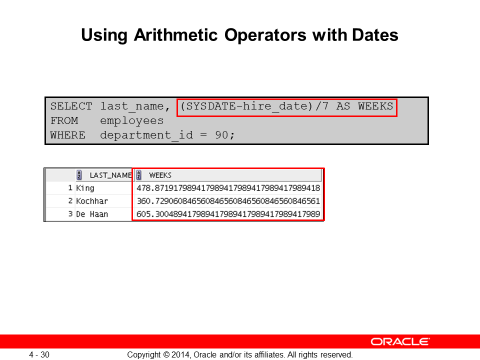 Using Arithmetic Operators with Dates
SELECT last_name, (SYSDATE-hire_date)/7 AS WEEKS
FROM employees
WHERE department_id = 90;
LAST_NAME WEEKS
1 King 478.871917989417989417989417989417989418
2 Kochhar 360.729060846560846560846560846560846561
3 De Haan 605.300489417989417989417989417989417989
ORACLE
4 - 30 Copyright © 2014, Oracle and/or its affiliates. All rights reserved.